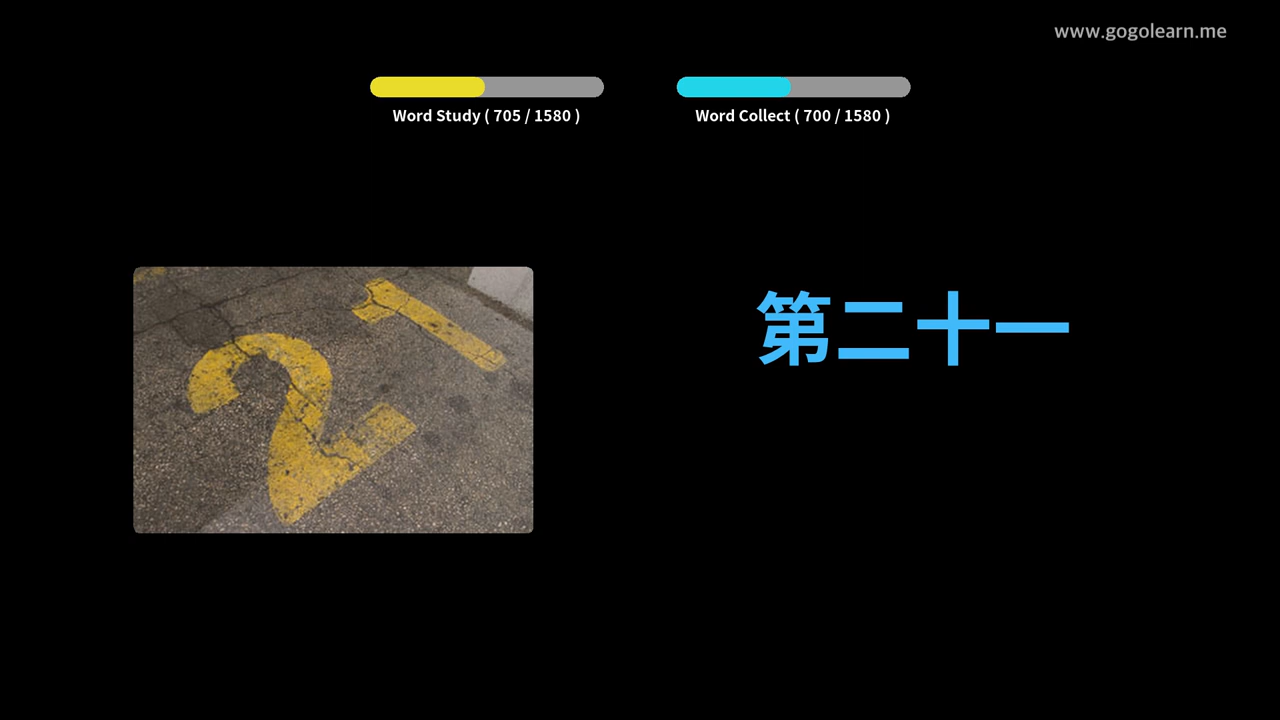 www.gogolearn.me
Word Study ( 705 / 1580 )
Word Collect ( 700 / 1580 )
21
第二十一